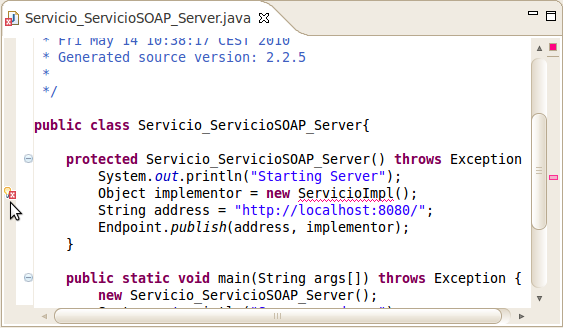 Servicio_ServicioSOAP_Server.java
* Fri May 14 10:38:17 CEST 2010
* Generated source version: 2.2.5
*
*/
public class Servicio_ServicioSOAP_Server{
protected Servicio_ServicioSOAP_Server() throws Exception
System.out.println("Starting Server");
Object implementor = new ServicioImpl();
String address = "http://localhost:8080/";
Endpoint.publish(address, implementor);
}
public static void main(String args[]) throws Exception {
new Servicio_ServicioSOAP_Server();